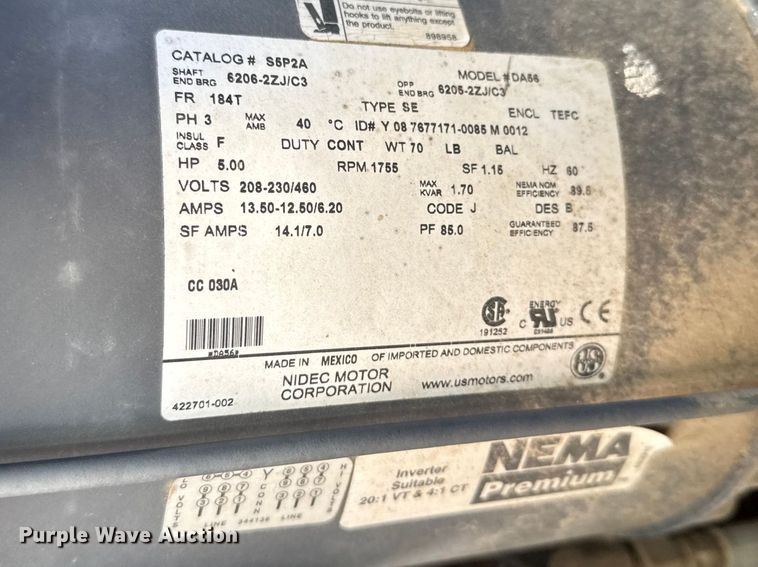 Do not use eyebolts or lifting
hooks to lift anything except
the product.
898958
CATALOG # S5P2A
MODEL # DA56
SHAFT END BRG 6206-2ZJ/C3
OPP END BRG 6205-2ZJ/C3
FR 184T
TYPE SE
ENCL TEFC
PH 3 MAX AMB 40 °C ID# Y 08 7677171-0085 M 0012
INSUL CLASS F DUTY CONT WT 70 LB BAL
HP 5.00 RPM 1755 SF 1.15 HZ 60
VOLTS 208-230/460 MAX KVAR 1.70 NEMA NOM EFFICIENCY 89.5
AMPS 13.50-12.50/6.20 CODE J DES B
SF AMPS 14.1/7.0 PF 85.0 GUARANTEED EFFICIENCY 87.5
CC 030A
SA
191252
ENERGY
C US CE
*DA56*
MADE IN MEXICO OF IMPORTED AND DOMESTIC COMPONENTS
NIDEC MOTOR
CORPORATION
www.usmotors.com
US
422701-002
Inverter
Suitable
20:1 VT & 4:1 CT
NEMA
Premium
LINE 344136 LINE
Purple Wave Auction